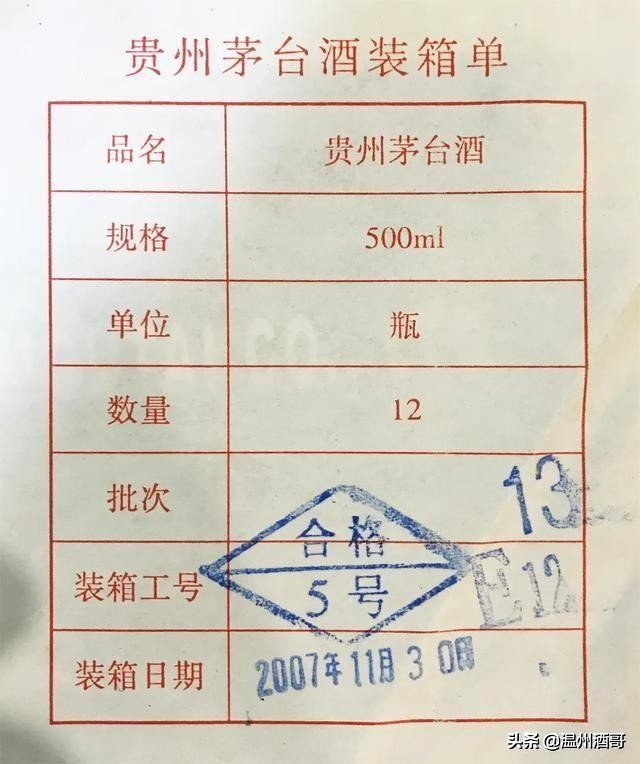 贵州茅台酒装箱单
品名 贵州茅台酒
规格 500ml
单位 瓶
数量 12
批次 13
合格
装箱工号 5号 E12
装箱日期 2007年11月30日
头条 @温州酒哥